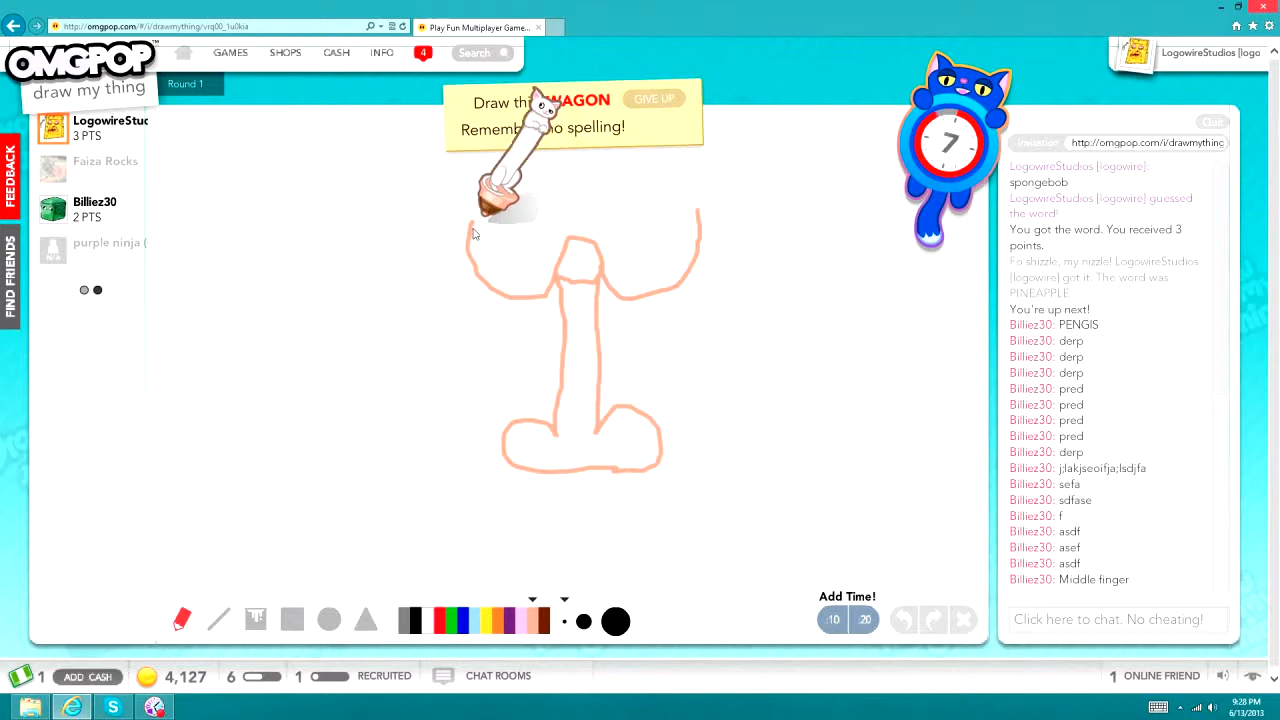 http://omgpop.com/#/i/drawmything/vrq00_1u0kia
Play Fun Multiplayer Game...
OMGPOP
draw my thing
GAMES
SHOPS
CASH
INFO
4
Search
LogowireStudios [logo
Round 1
LogowireStud
3 PTS
Faiza Rocks
Billiez30
2 PTS
purple ninja (
N/A
FEEDBACK
FIND FRIENDS
Draw thi WAGON
GIVE UP
Rememb no spelling!
7
Quit
Invitation
http://omgpop.com/i/drawmything
LogowireStudios [logowire]:
spongebob
LogowireStudios [logowire] guessed
the word!
You got the word. You received 3
points.
Fo shizzle, my nizzle! LogowireStudios
[logowire] got it. The word was
PINEAPPLE
You're up next!
Billiez30: PENGIS
Billiez30: derp
Billiez30: derp
Billiez30: derp
Billiez30: pred
Billiez30: pred
Billiez30: pred
Billiez30: pred
Billiez30: derp
Billiez30: j;lakjseoifja;lsdjfa
Billiez30: sefa
Billiez30: sdfase
Billiez30: f
Billiez30: asdf
Billiez30: asef
Billiez30: asdf
Billiez30: Middle finger
Click here to chat. No cheating!
Add Time!
:10
:20
1
ADD CASH
4,127
6
1
RECRUITED
CHAT ROOMS
1 ONLINE FRIEND
9:28 PM
6/13/2013